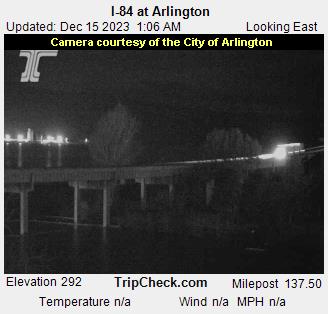 I-84 at Arlington
Updated: Dec 15 2023 1:06 AM Looking East
Camera courtesy of the City of Arlington
Elevation 292 TripCheck.com Milepost 137.50
Temperature n/a Wind n/a MPH n/a